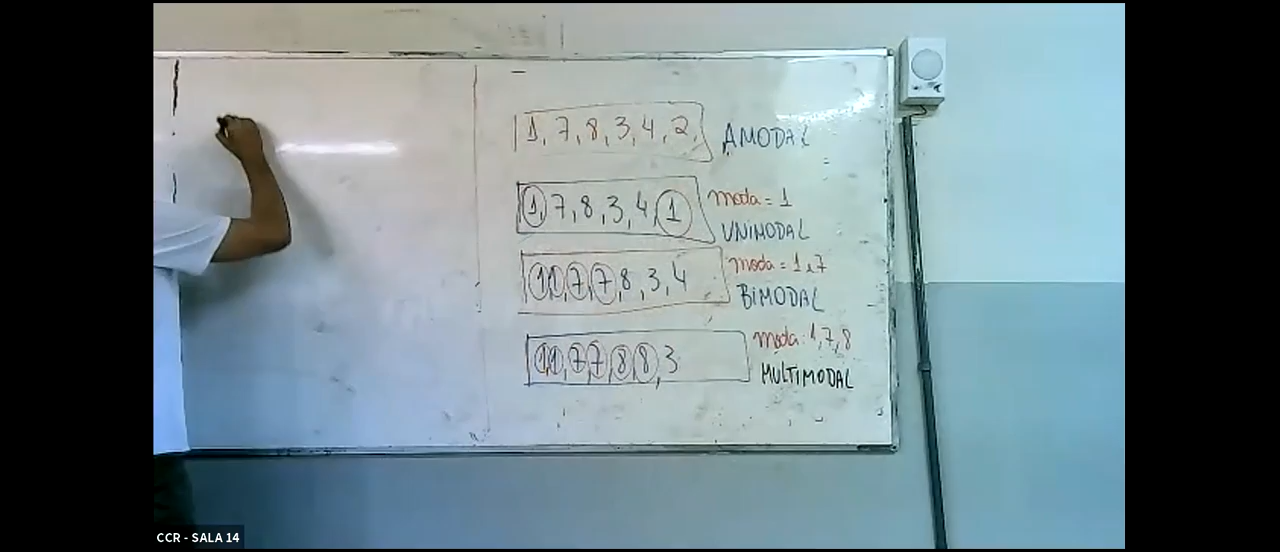 1, 7, 8, 3, 4, 2, AMODAL
1, 7, 8, 3, 4, 1 moda = 1
UNIMODAL
1, 1, 7, 7, 8, 3, 4 moda = 1 e 7
BIMODAL
1, 1, 7, 7, 8, 8, 3 moda: 1, 7, 8
MULTIMODAL
CCR - SALA 14